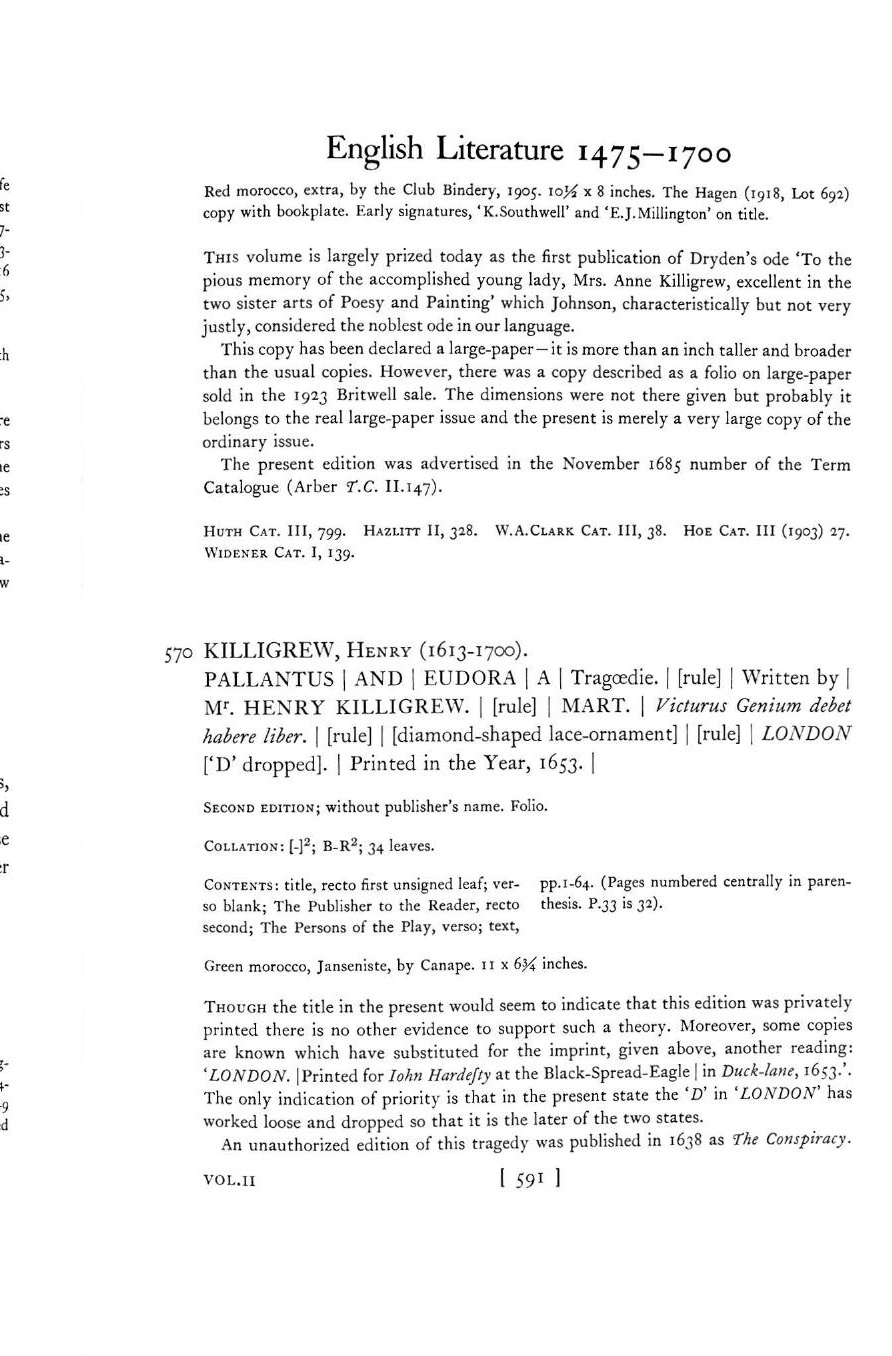 English Literature 1475–1700
Red morocco, extra, by the Club Bindery, 1905. 10½ x 8 inches. The Hagen (1918, Lot 692)
copy with bookplate. Early signatures, ‘K.Southwell’ and ‘E.J.Millington’ on title.
THIS volume is largely prized today as the first publication of Dryden's ode ‘To the
pious memory of the accomplished young lady, Mrs. Anne Killigrew, excellent in the
two sister arts of Poesy and Painting’ which Johnson, characteristically but not very
justly, considered the noblest ode in our language.
This copy has been declared a large-paper—it is more than an inch taller and broader
than the usual copies. However, there was a copy described as a folio on large-paper
sold in the 1923 Britwell sale. The dimensions were not there given but probably it
belongs to the real large-paper issue and the present is merely a very large copy of the
ordinary issue.
The present edition was advertised in the November 1685 number of the Term
Catalogue (Arber T.C. II.147).
HUTH CAT. III, 799. HAZLITT II, 328. W.A.CLARK CAT. III, 38. HOE CAT. III (1903) 27.
WIDENER CAT. I, 139.
570 KILLIGREW, HENRY (1613-1700).
PALLANTUS | AND | EUDORA | A | Tragœdie. | [rule] | Written by |
Mr. HENRY KILLIGREW. | [rule] | MART. | Victurus Genium debet
habere liber. | [rule] | [diamond-shaped lace-ornament] | [rule] | LONDON
[‘D’ dropped]. | Printed in the Year, 1653. |
SECOND EDITION; without publisher's name. Folio.
COLLATION: [-]²; B-R²; 34 leaves.
CONTENTS: title, recto first unsigned leaf; ver-
so blank; The Publisher to the Reader, recto
second; The Persons of the Play, verso; text,
pp.1-64. (Pages numbered centrally in paren-
thesis. P.33 is 32).
Green morocco, Janseniste, by Canape. 11 x 6¾ inches.
THOUGH the title in the present would seem to indicate that this edition was privately
printed there is no other evidence to support such a theory. Moreover, some copies
are known which have substituted for the imprint, given above, another reading:
‘LONDON. |Printed for Iohn Hardeſty at the Black-Spread-Eagle | in Duck-lane, 1653.’.
The only indication of priority is that in the present state the ‘D’ in ‘LONDON’ has
worked loose and dropped so that it is the later of the two states.
An unauthorized edition of this tragedy was published in 1638 as The Conspiracy.
VOL.II [ 591 ]